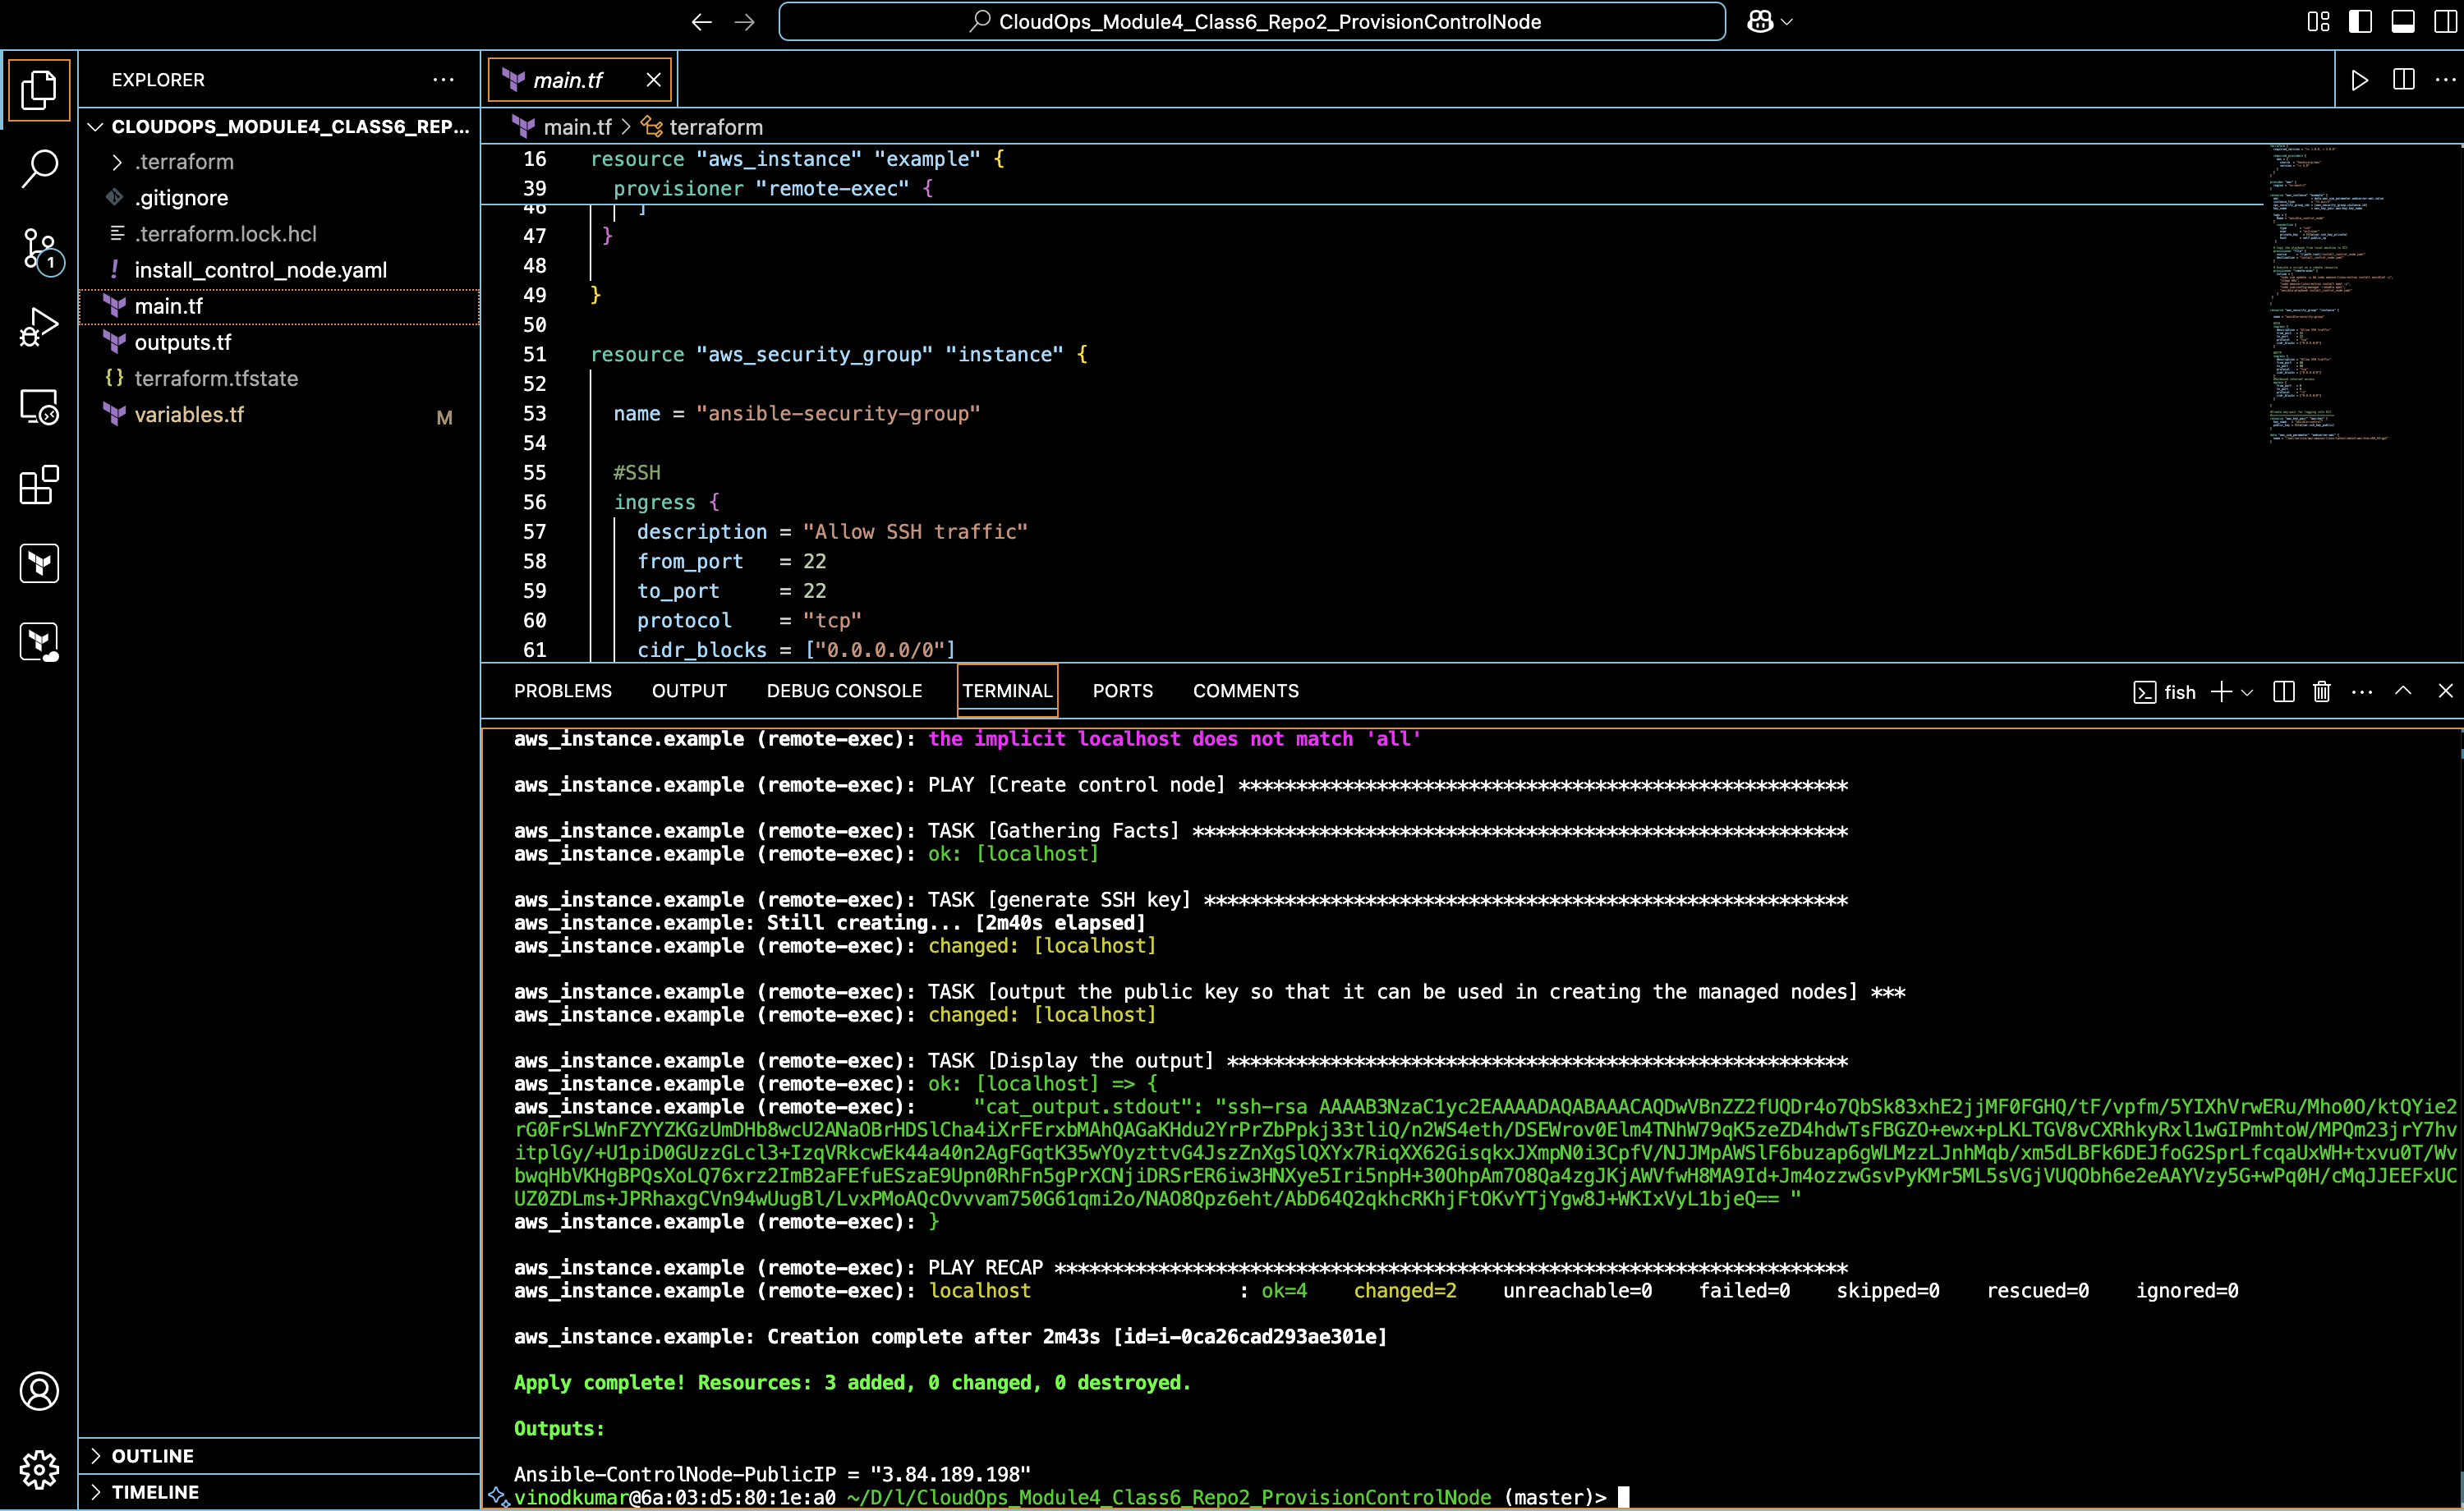 CloudOps_Module4_Class6_Repo2_ProvisionControlNode
EXPLORER
CLOUDOPS_MODULE4_CLASS6_REP...
.terraform
.gitignore
.terraform.lock.hcl
install_control_node.yaml
main.tf
outputs.tf
terraform.tfstate
variables.tf M
1
OUTLINE
TIMELINE
main.tf
main.tf > terraform
16 resource "aws_instance" "example" {
39 provisioner "remote-exec" {
46 ]
47 }
48
49 }
50
51 resource "aws_security_group" "instance" {
52
53 name = "ansible-security-group"
54
55 #SSH
56 ingress {
57 description = "Allow SSH traffic"
58 from_port = 22
59 to_port = 22
60 protocol = "tcp"
61 cidr_blocks = ["0.0.0.0/0"]
PROBLEMS OUTPUT DEBUG CONSOLE TERMINAL PORTS COMMENTS
fish
aws_instance.example (remote-exec): the implicit localhost does not match 'all'
aws_instance.example (remote-exec): PLAY [Create control node] *****************************************************
aws_instance.example (remote-exec): TASK [Gathering Facts] *********************************************************
aws_instance.example (remote-exec): ok: [localhost]
aws_instance.example (remote-exec): TASK [generate SSH key] ********************************************************
aws_instance.example: Still creating... [2m40s elapsed]
aws_instance.example (remote-exec): changed: [localhost]
aws_instance.example (remote-exec): TASK [output the public key so that it can be used in creating the managed nodes] ***
aws_instance.example (remote-exec): changed: [localhost]
aws_instance.example (remote-exec): TASK [Display the output] ******************************************************
aws_instance.example (remote-exec): ok: [localhost] => {
aws_instance.example (remote-exec): "cat_output.stdout": "ssh-rsa AAAAB3NzaC1yc2EAAAADAQABAAACAQDwVBnZZ2fUQDr4o7QbSk83xhE2jjMF0FGHQ/tF/vpfm/5YIXhVrwERu/Mho0O/ktQYie2
rG0FrSLWnFZYYZKGzUmDHb8wcU2ANaOBrHDSlCha4iXrFErxbMAhQAGaKHdu2YrPrZbPpkj33tliQ/n2WS4eth/DSEWrov0Elm4TNhW79qK5zeZD4hdwTsFBGZO+ewx+pLKLTGV8vCXRhkyRxl1wGIPmhtoW/MPQm23jrY7hv
itplGy/+U1piD0GUzzGLcl3+IzqVRkcwEk44a40n2AgFGqtK35wYOyzttvG4JszZnXgSlQXYx7RiqXX62GisqkxJXmpN0i3CpfV/NJJMpAWSlF6buzap6gWLMzzLJnhMqb/xm5dLBFk6DEJfoG2SprLfcqaUxWH+txvu0T/Wv
bwqHbVKHgBPQsXoLQ76xrz2ImB2aFEfuESzaE9Upn0RhFn5gPrXCNjiDRSrER6iw3HNXye5Iri5npH+30OhpAm7O8Qa4zgJKjAWVfwH8MA9Id+Jm4ozzwGsvPyKMr5ML5sVGjVUQObh6e2eAAYVzy5G+wPq0H/cMqJJEEFxUC
UZ0ZDLms+JPRhaxgCVn94wUugBl/LvxPMoAQcOvvvam750G61qmi2o/NAO8Qpz6eht/AbD64Q2qkhcRKhjFtOKvYTjYgw8J+WKIxVyL1bjeQ== "
aws_instance.example (remote-exec): }
aws_instance.example (remote-exec): PLAY RECAP *********************************************************************
aws_instance.example (remote-exec): localhost : ok=4 changed=2 unreachable=0 failed=0 skipped=0 rescued=0 ignored=0
aws_instance.example: Creation complete after 2m43s [id=i-0ca26cad293ae301e]
Apply complete! Resources: 3 added, 0 changed, 0 destroyed.
Outputs:
Ansible-ControlNode-PublicIP = "3.84.189.198"
vinodkumar@6a:03:d5:80:1e:a0 ~/D/l/CloudOps_Module4_Class6_Repo2_ProvisionControlNode (master)>